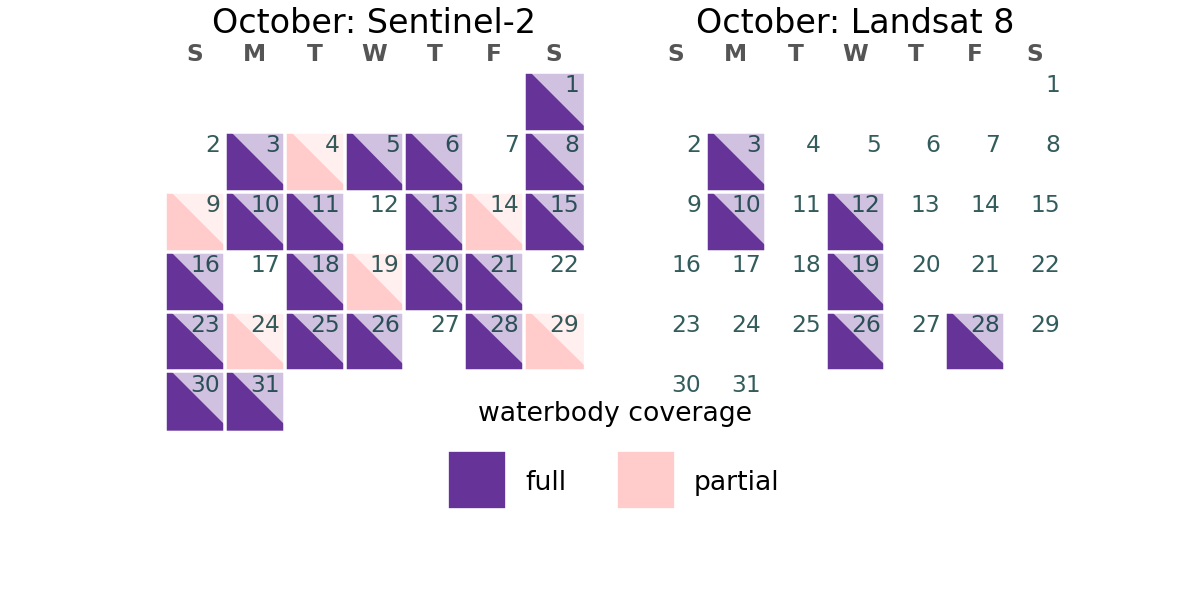 October: Sentinel-2
S M T W T F S
1
2 3 4 5 6 7 8
9 10 11 12 13 14 15
16 17 18 19 20 21 22
23 24 25 26 27 28 29
30 31
October: Landsat 8
S M T W T F S
1
2 3 4 5 6 7 8
9 10 11 12 13 14 15
16 17 18 19 20 21 22
23 24 25 26 27 28 29
30 31
waterbody coverage
full
partial